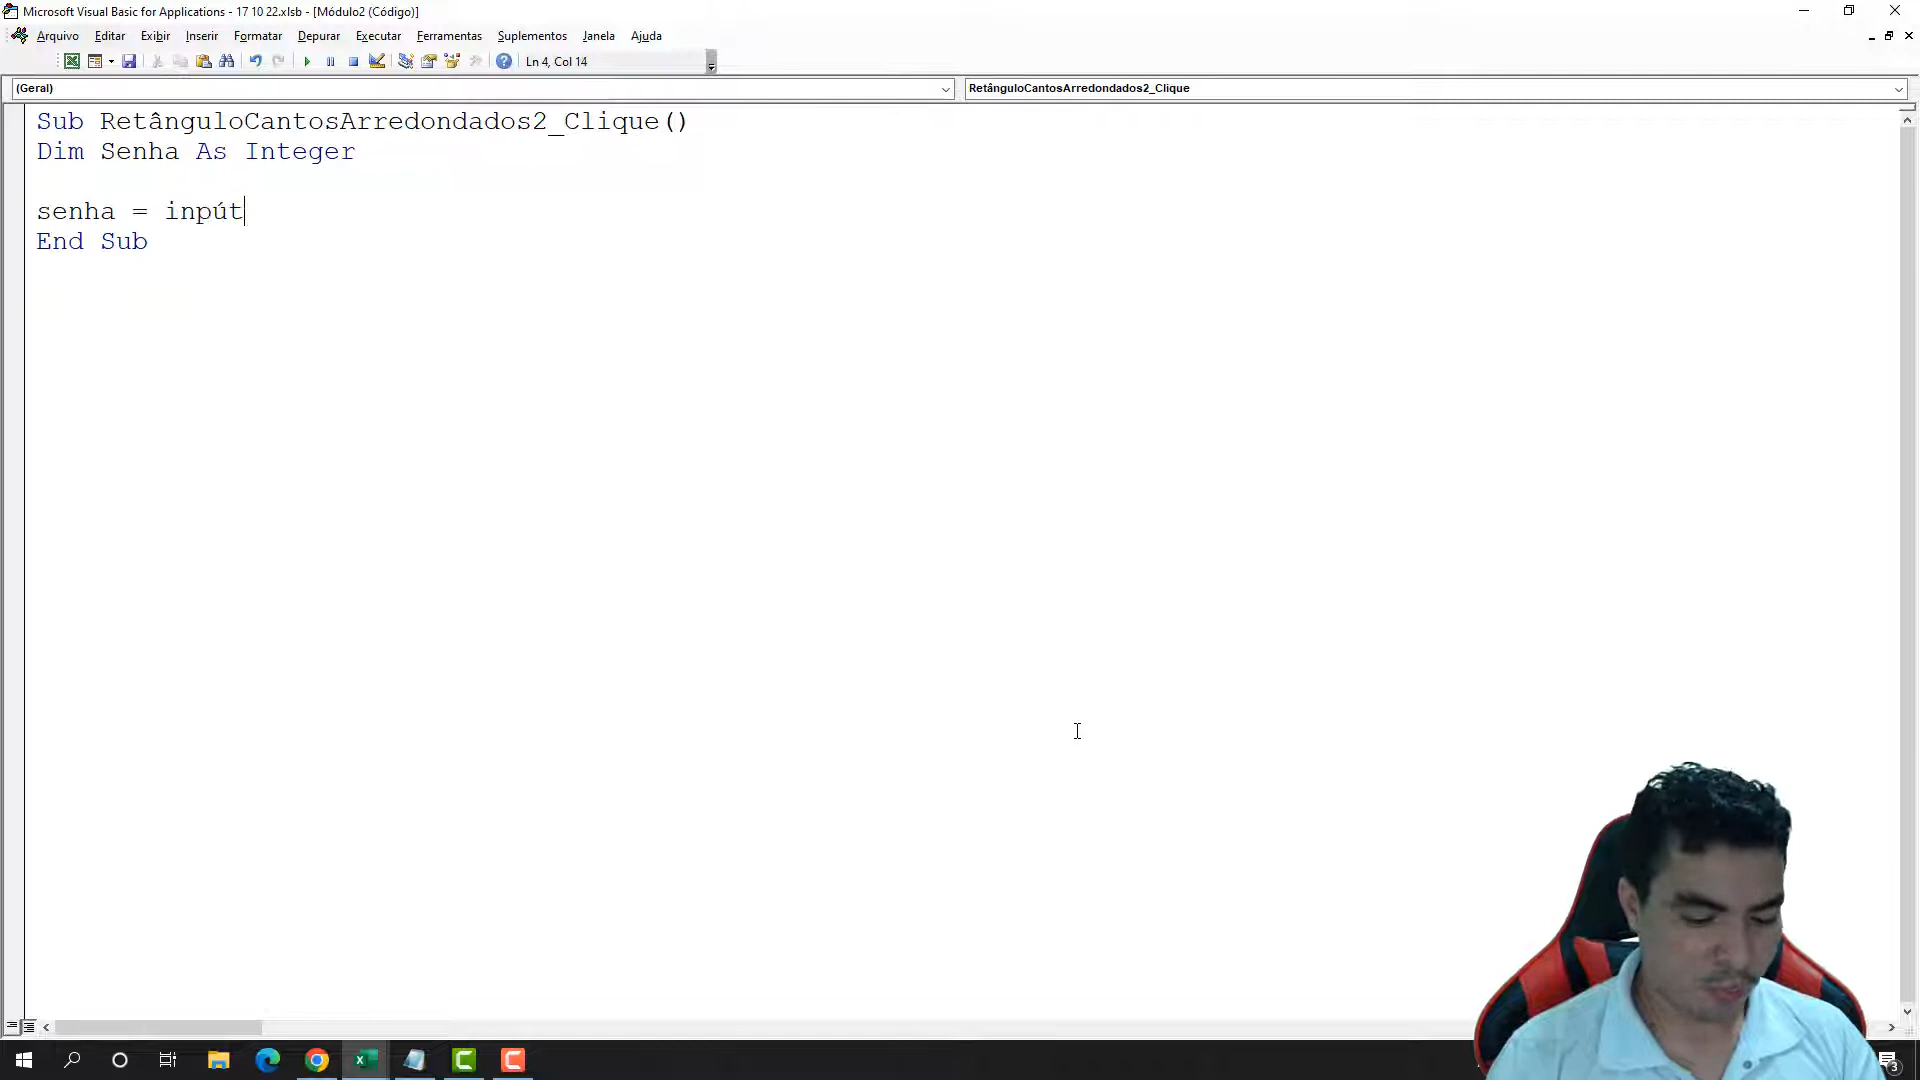 Microsoft Visual Basic for Applications - 17 10 22.xlsb - [Módulo2 (Código)]
Arquivo Editar Exibir Inserir Formatar Depurar Executar Ferramentas Suplementos Janela Ajuda
Ln 4, Col 14
(Geral) RetânguloCantosArredondados2_Clique
Sub RetânguloCantosArredondados2_Clique()
Dim Senha As Integer
senha = inpút
End Sub
3